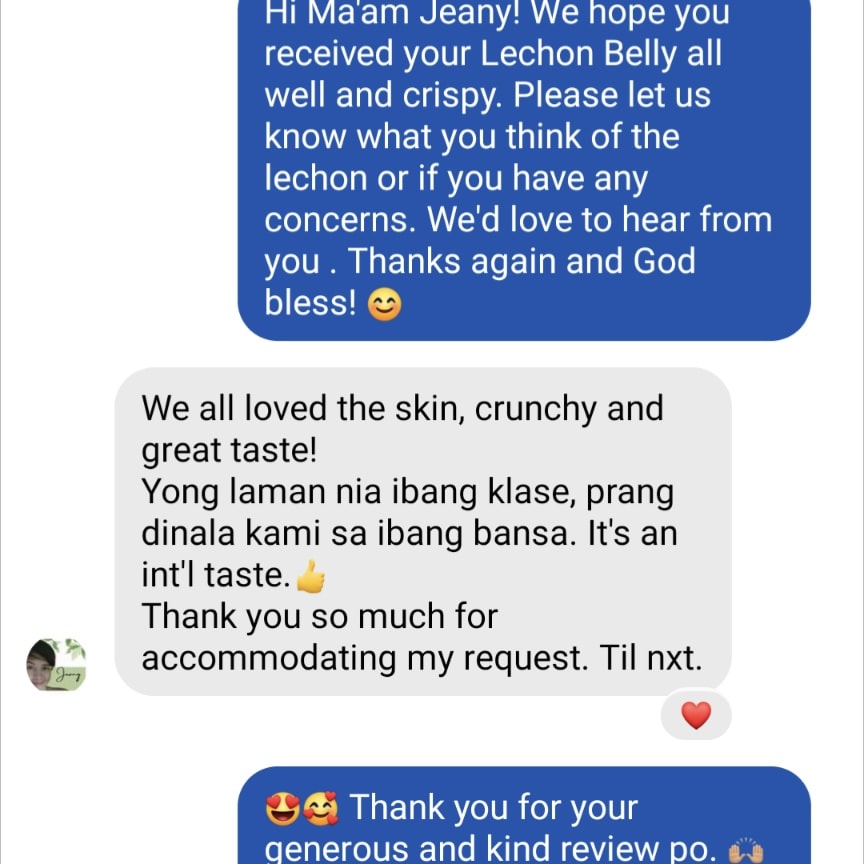 Hi Ma'am Jeany! We hope you
received your Lechon Belly all
well and crispy. Please let us
know what you think of the
lechon or if you have any
concerns. We'd love to hear from
you . Thanks again and God
bless! 😊
We all loved the skin, crunchy and
great taste!
Yong laman nia ibang klase, prang
dinala kami sa ibang bansa. It's an
int'l taste.👍
Thank you so much for
accommodating my request. Til nxt.
Jeany
❤️
😍🥰 Thank you for your
generous and kind review po. 🙌🏼